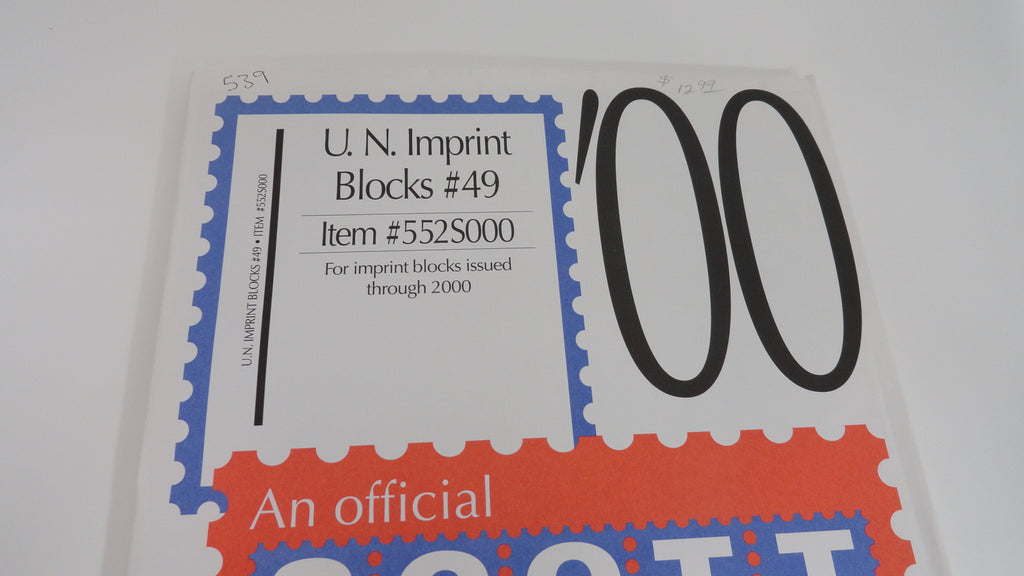 539
$ 12.99
'00
U. N. Imprint
Blocks #49
Item #552S000
For imprint blocks issued
through 2000
U.N. IMPRINT BLOCKS #49 • ITEM #552S000
An official
SCOTT